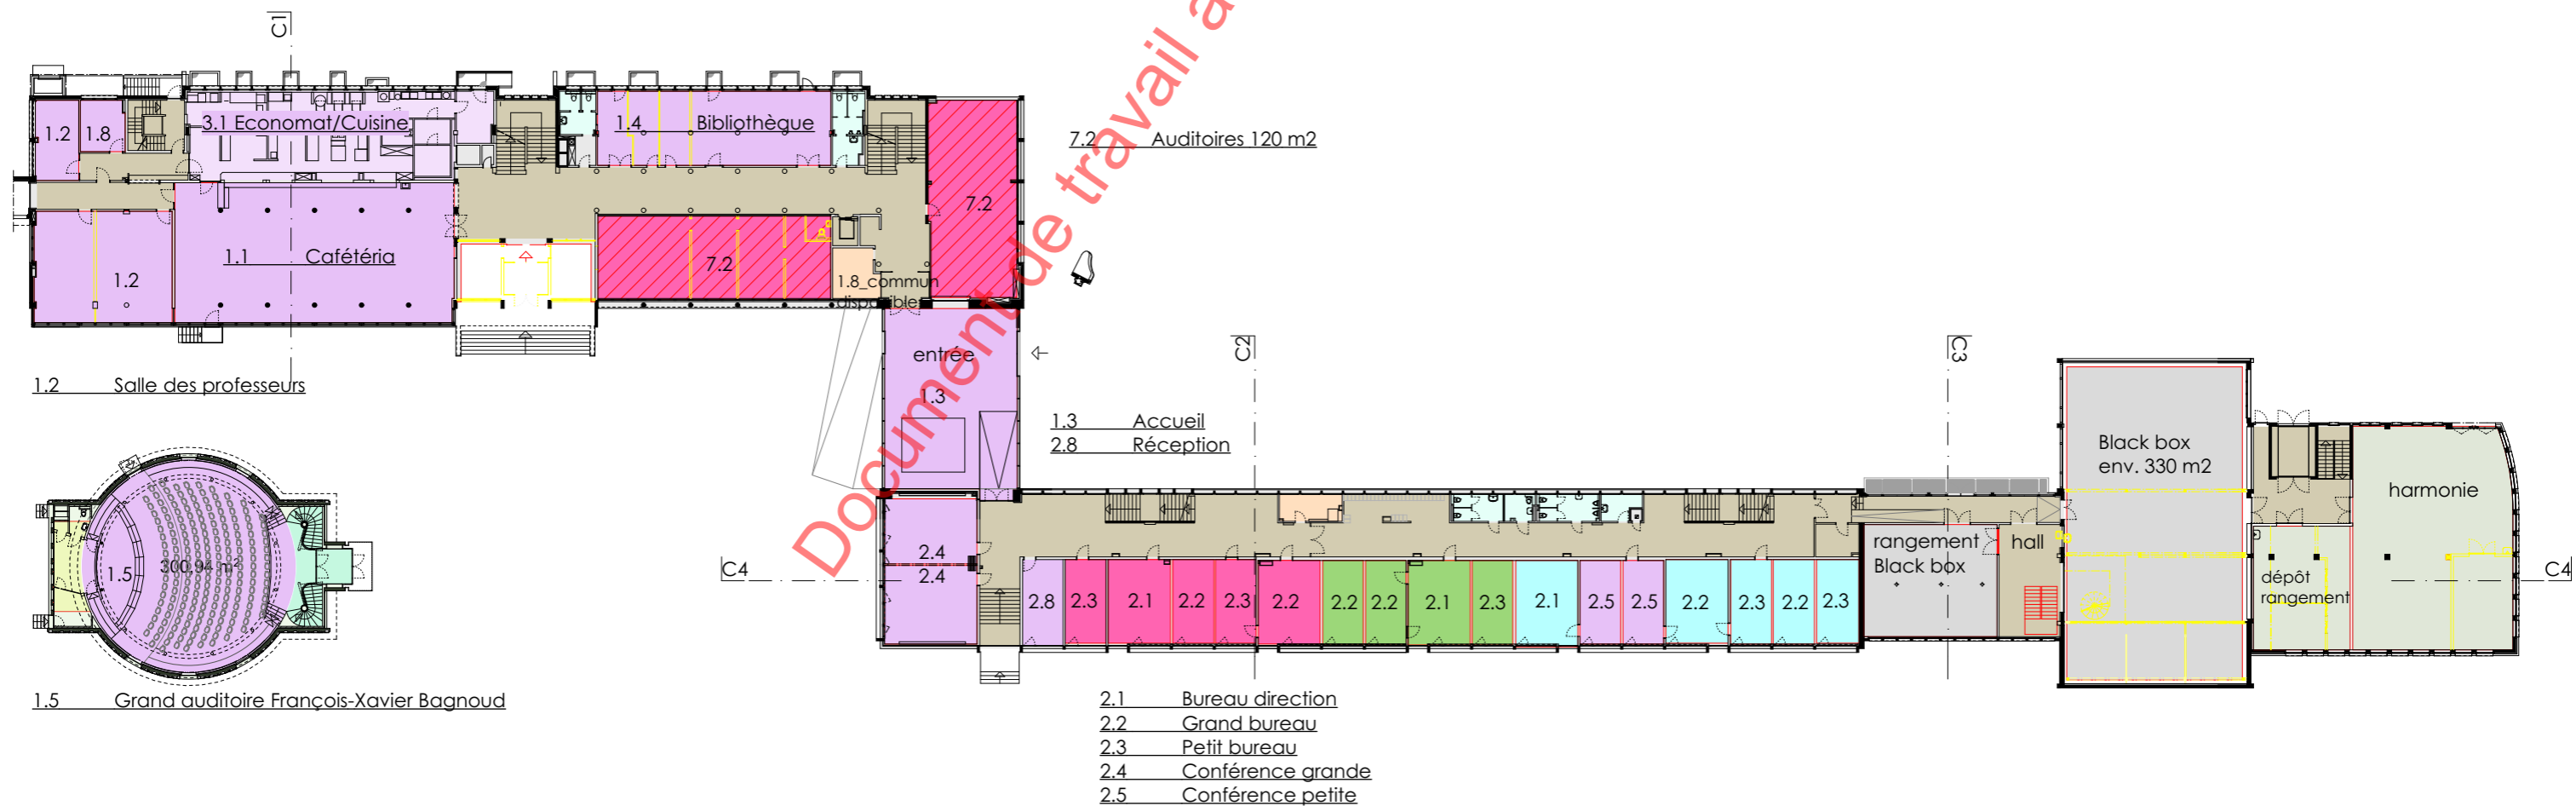 C1
1.2
1.8
3.1 Economat/Cuisine
1.4 Bibliothèque
7.2 Auditoires 120 m2
7.2
1.1 Cafétéria
1.2
7.2
1.8_commun
disponible
entrée
1.3
1.2 Salle des professeurs
C2
C3
1.3 Accueil
2.8 Réception
Black box
env. 330 m2
harmonie
2.4
2.4
rangement
Black box
hall
dépôt
rangement
C4
C4
1.5
300,94 m²
2.8
2.3
2.1
2.2
2.3
2.2
2.2
2.2
2.1
2.3
2.1
2.5
2.5
2.2
2.3
2.2
2.3
1.5 Grand auditoire François-Xavier Bagnoud
2.1 Bureau direction
2.2 Grand bureau
2.3 Petit bureau
2.4 Conférence grande
2.5 Conférence petite
Document de travail a